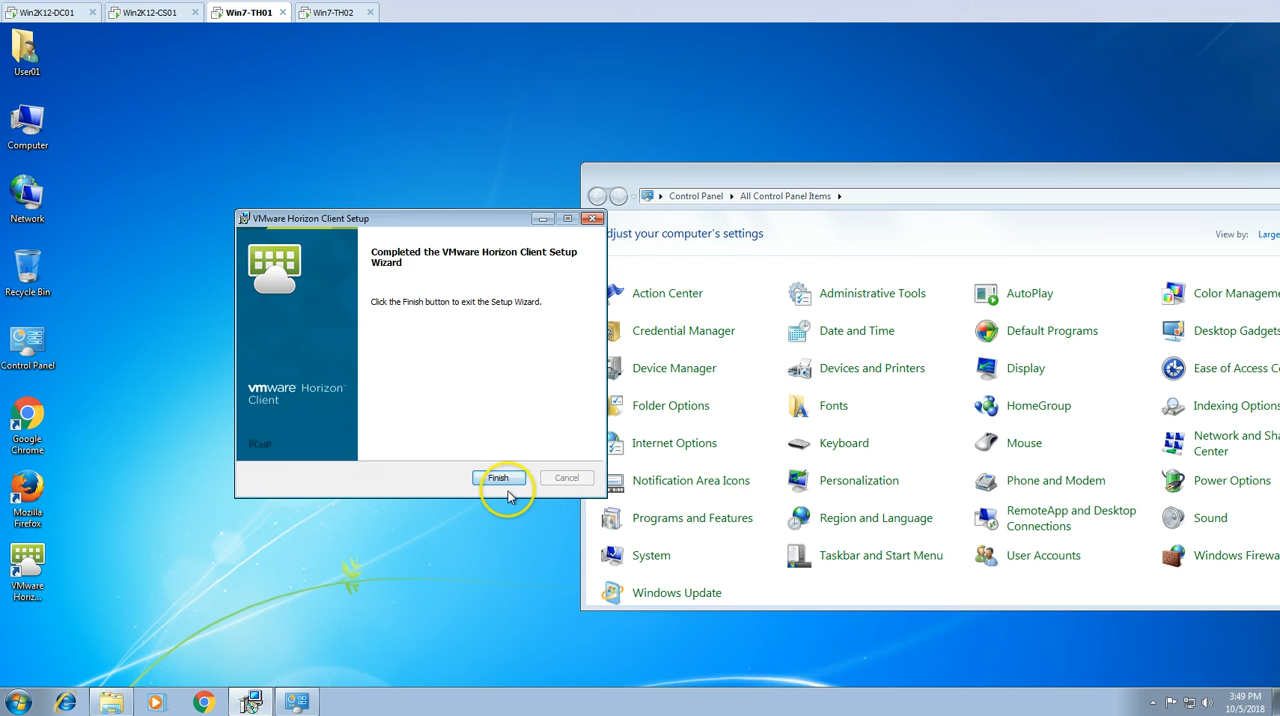 Win2K12-DC01
Win2K12-CS01
Win7-TH01
Win7-TH02
User01
Computer
Network
Recycle Bin
Control Panel
Google
Chrome
Mozilla
Firefox
VMware
Horiz...
VMware Horizon Client Setup
Completed the VMware Horizon Client Setup
Wizard
Click the Finish button to exit the Setup Wizard.
vmware Horizon™
Client
PCoIP
Finish
Cancel
Control Panel
All Control Panel Items
djust your computer's settings
View by:
Large
Action Center
Administrative Tools
AutoPlay
Color Manageme
Credential Manager
Date and Time
Default Programs
Desktop Gadgets
Device Manager
Devices and Printers
Display
Ease of Access C
Folder Options
Fonts
HomeGroup
Indexing Options
Internet Options
Keyboard
Mouse
Network and Sha
Center
Notification Area Icons
Personalization
Phone and Modem
Power Options
Programs and Features
Region and Language
RemoteApp and Desktop
Connections
Sound
System
Taskbar and Start Menu
User Accounts
Windows Firewa
Windows Update
3:49 PM
10/5/2018